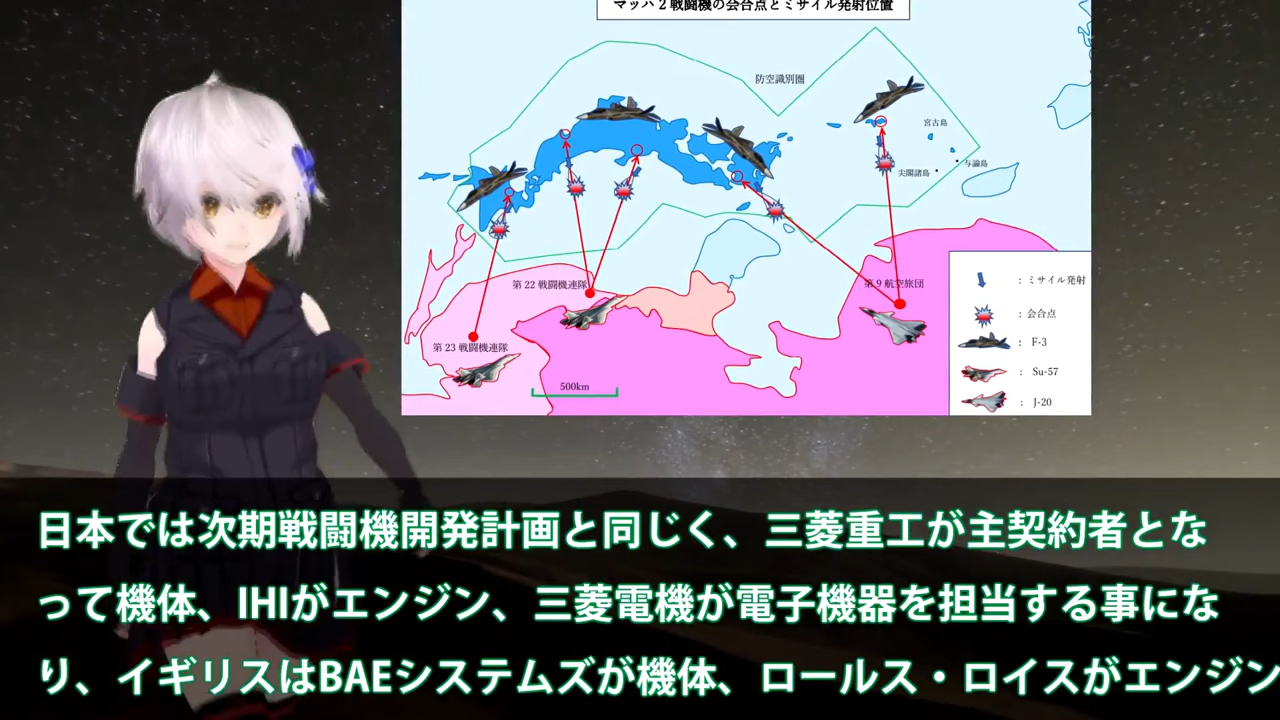 マッハ2戦闘機の会合点とミサイル発射位置
防空識別圏
宮古島
与論島
尖閣諸島
第22戦闘機連隊
第9航空旅団
第23戦闘機連隊
500km
：ミサイル発射
：会合点
： F-3
： Su-57
： J-20
日本では次期戦闘機開発計画と同じく、三菱重工が主契約者とな
って機体、IHIがエンジン、三菱電機が電子機器を担当する事にな
り、イギリスはBAEシステムズが機体、ロールス・ロイスがエンジン